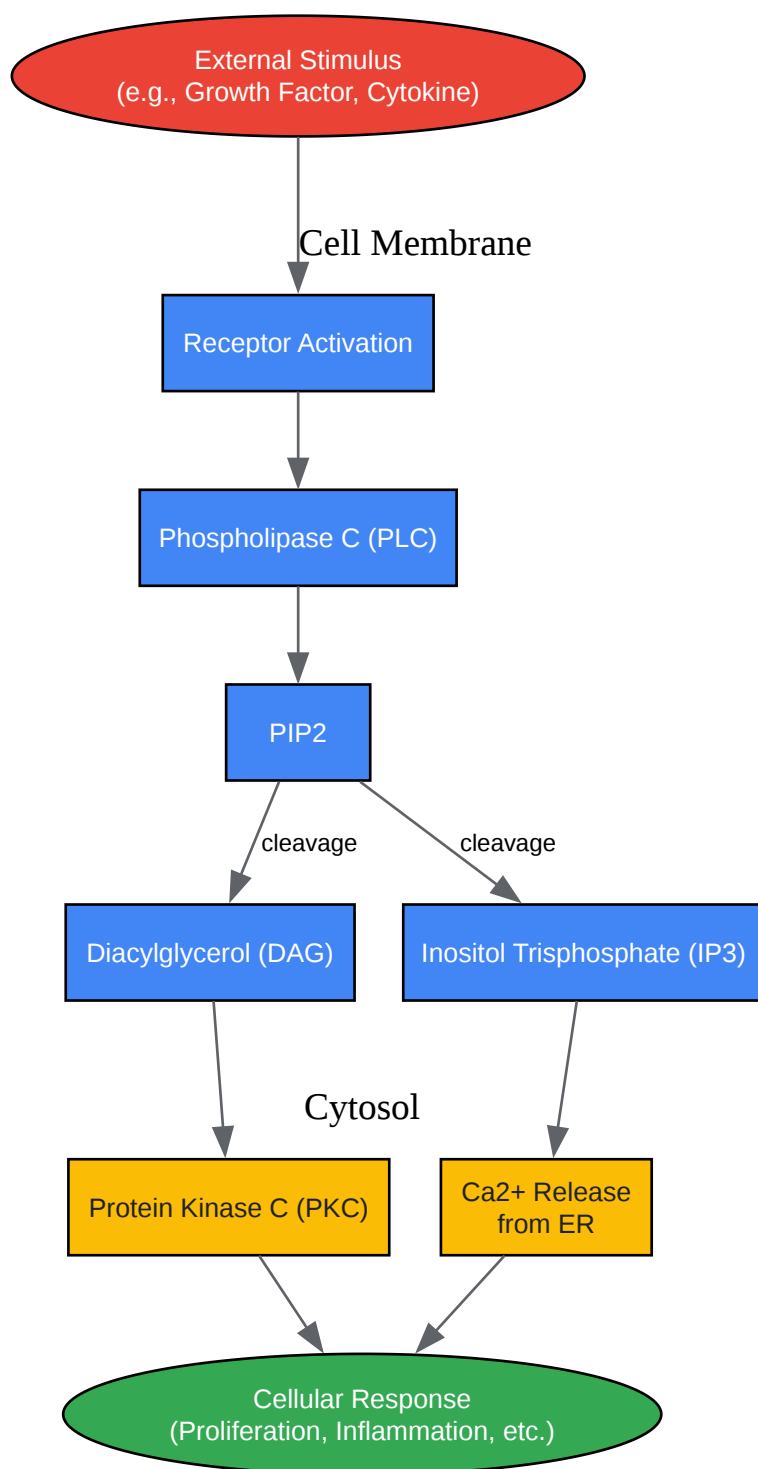 External Stimulus
(e.g., Growth Factor, Cytokine)
Cell Membrane
Receptor Activation
Phospholipase C (PLC)
PIP2
cleavage
cleavage
Diacylglycerol (DAG)
Inositol Trisphosphate (IP3)
Cytosol
Protein Kinase C (PKC)
Ca2+ Release
from ER
Cellular Response
(Proliferation, Inflammation, etc.)